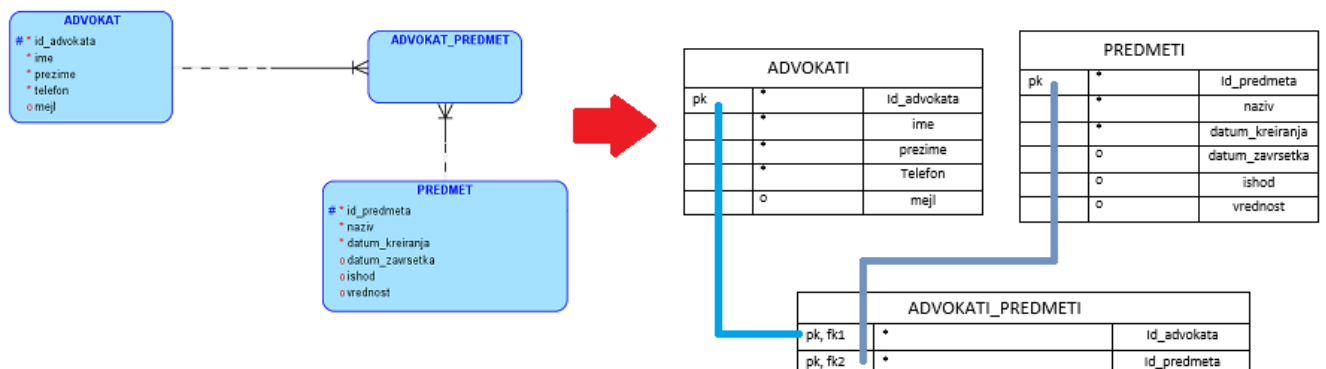 ADVOKAT
# * id_advokata
* ime
* prezime
* telefon
o mejl
ADVOKAT_PREDMET
PREDMET
# * id_predmeta
* naziv
* datum_kreiranja
o datum_zavrsetka
o ishod
o vrednost
ADVOKATI
pk * Id_advokata
* ime
* prezime
* Telefon
o mejl
PREDMETI
pk * Id_predmeta
* naziv
* datum_kreiranja
o datum_zavrsetka
o ishod
o vrednost
ADVOKATI_PREDMETI
pk, fk1 * Id_advokata
pk, fk2 * Id_predmeta